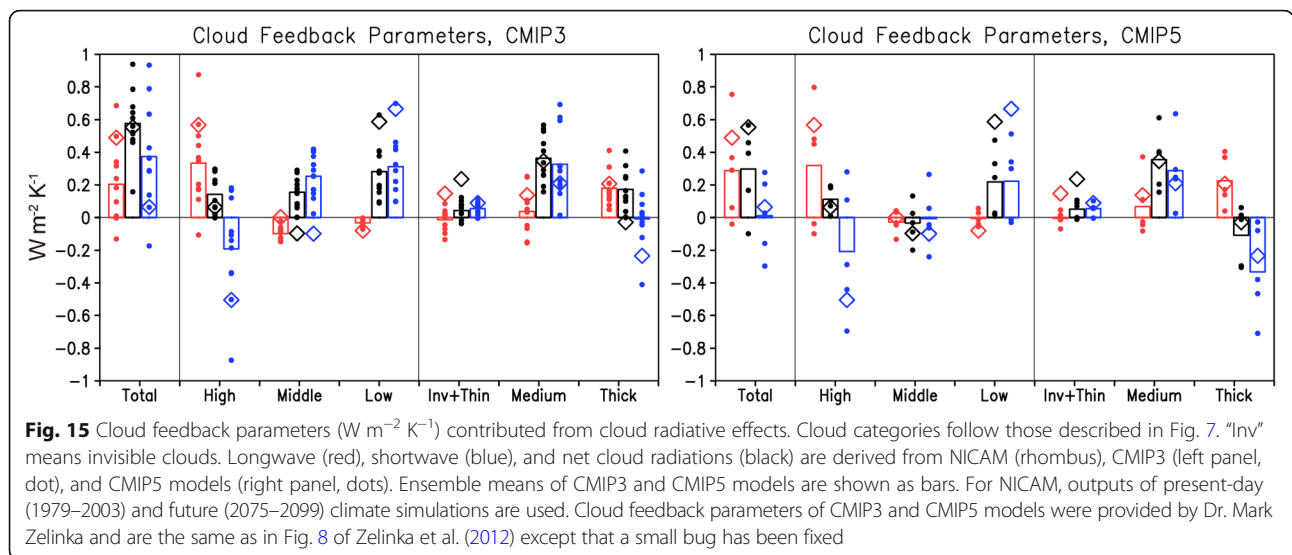 Cloud Feedback Parameters, CMIP3
Cloud Feedback Parameters, CMIP5
W m⁻² K⁻¹
1
0.8
0.6
0.4
0.2
0
−0.2
−0.4
−0.6
−0.8
−1
Total High Middle Low Inv+Thin Medium Thick
1
0.8
0.6
0.4
0.2
0
−0.2
−0.4
−0.6
−0.8
−1
Total High Middle Low Inv+Thin Medium Thick
Fig. 15 Cloud feedback parameters (W m⁻² K⁻¹) contributed from cloud radiative effects. Cloud categories follow those described in Fig. 7. “Inv”
means invisible clouds. Longwave (red), shortwave (blue), and net cloud radiations (black) are derived from NICAM (rhombus), CMIP3 (left panel,
dot), and CMIP5 models (right panel, dots). Ensemble means of CMIP3 and CMIP5 models are shown as bars. For NICAM, outputs of present-day
(1979–2003) and future (2075–2099) climate simulations are used. Cloud feedback parameters of CMIP3 and CMIP5 models were provided by Dr. Mark
Zelinka and are the same as in Fig. 8 of Zelinka et al. (2012) except that a small bug has been fixed